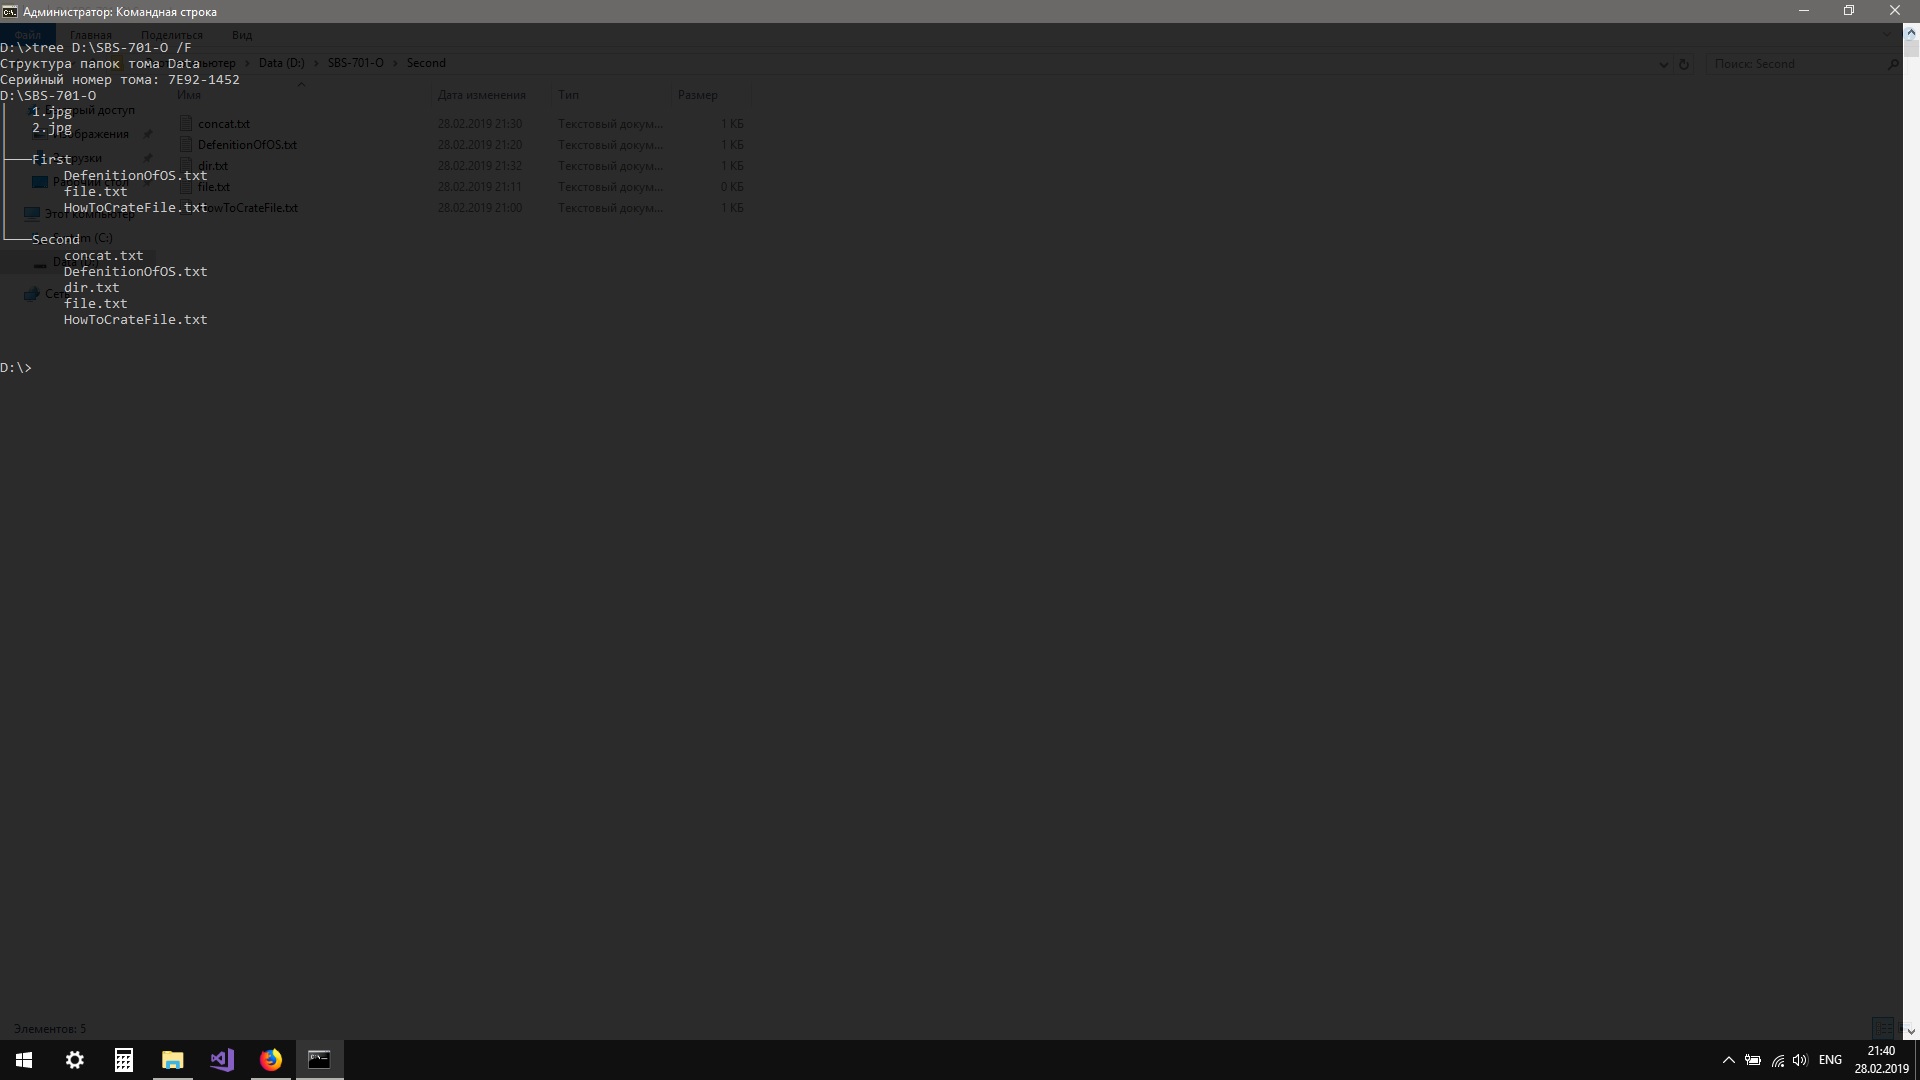 Администратор: Командная строка
Файл Главная Поделиться Вид
D:\>tree D:\SBS-701-O /F
Структура папок тома Data
Data (D:) > SBS-701-O > Second
Поиск: Second
Серийный номер тома: 7E92-1452
D:\SBS-701-O
Имя Дата изменения Тип Размер
1.jpg
2.jpg
concat.txt 28.02.2019 21:30 Текстовый докум... 1 КБ
DefenitionOfOS.txt 28.02.2019 21:20 Текстовый докум... 1 КБ
dir.txt 28.02.2019 21:32 Текстовый докум... 1 КБ
file.txt 28.02.2019 21:11 Текстовый докум... 0 КБ
HowToCrateFile.txt 28.02.2019 21:00 Текстовый докум... 1 КБ
First
DefenitionOfOS.txt
file.txt
HowToCrateFile.txt
Рабочий стол
Этот компьютер
Second
(C:)
concat.txt
DefenitionOfOS.txt
dir.txt
file.txt
HowToCrateFile.txt
D:\>
Элементов: 5
ENG
21:40
28.02.2019